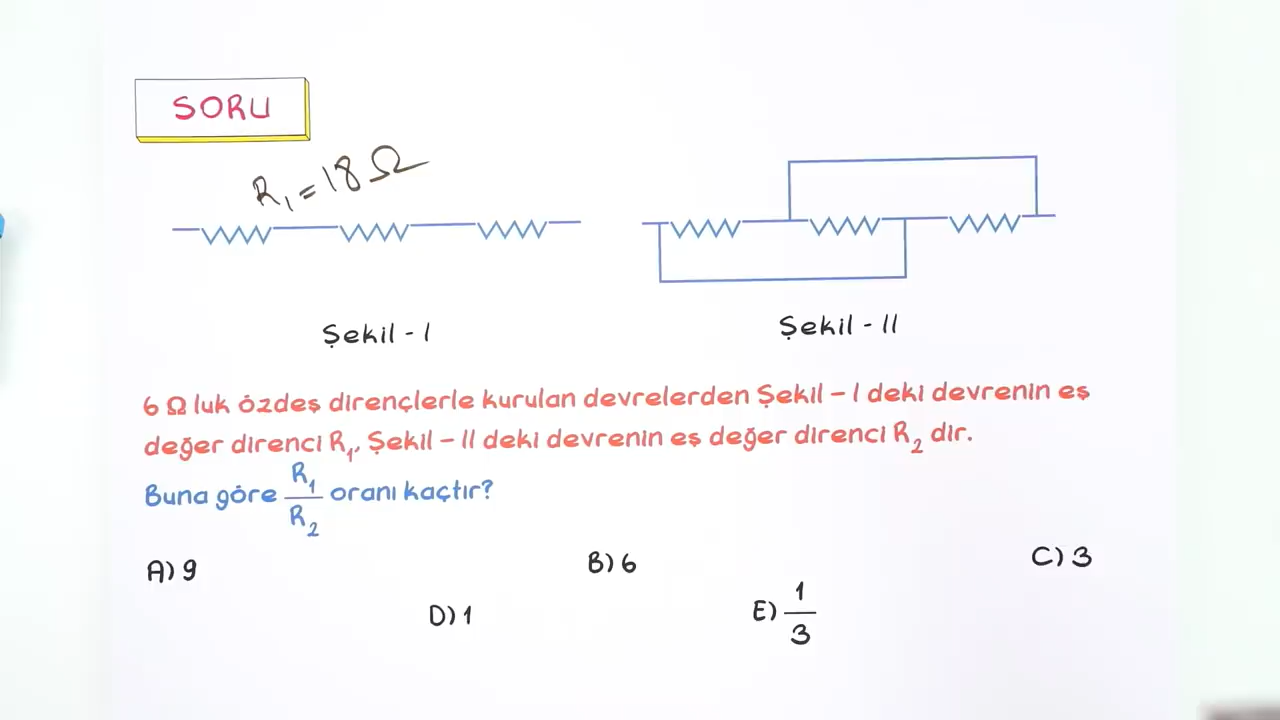 SORU
R₁ = 18 Ω
Şekil - I
Şekil - II
6 Ω luk özdeş dirençlerle kurulan devrelerden Şekil - I deki devrenin eş
değer direnci R₁, Şekil - II deki devrenin eş değer direnci R₂ dir.
Buna göre R₁/R₂ oranı kaçtır?
A) 9
B) 6
C) 3
D) 1
E) 1/3